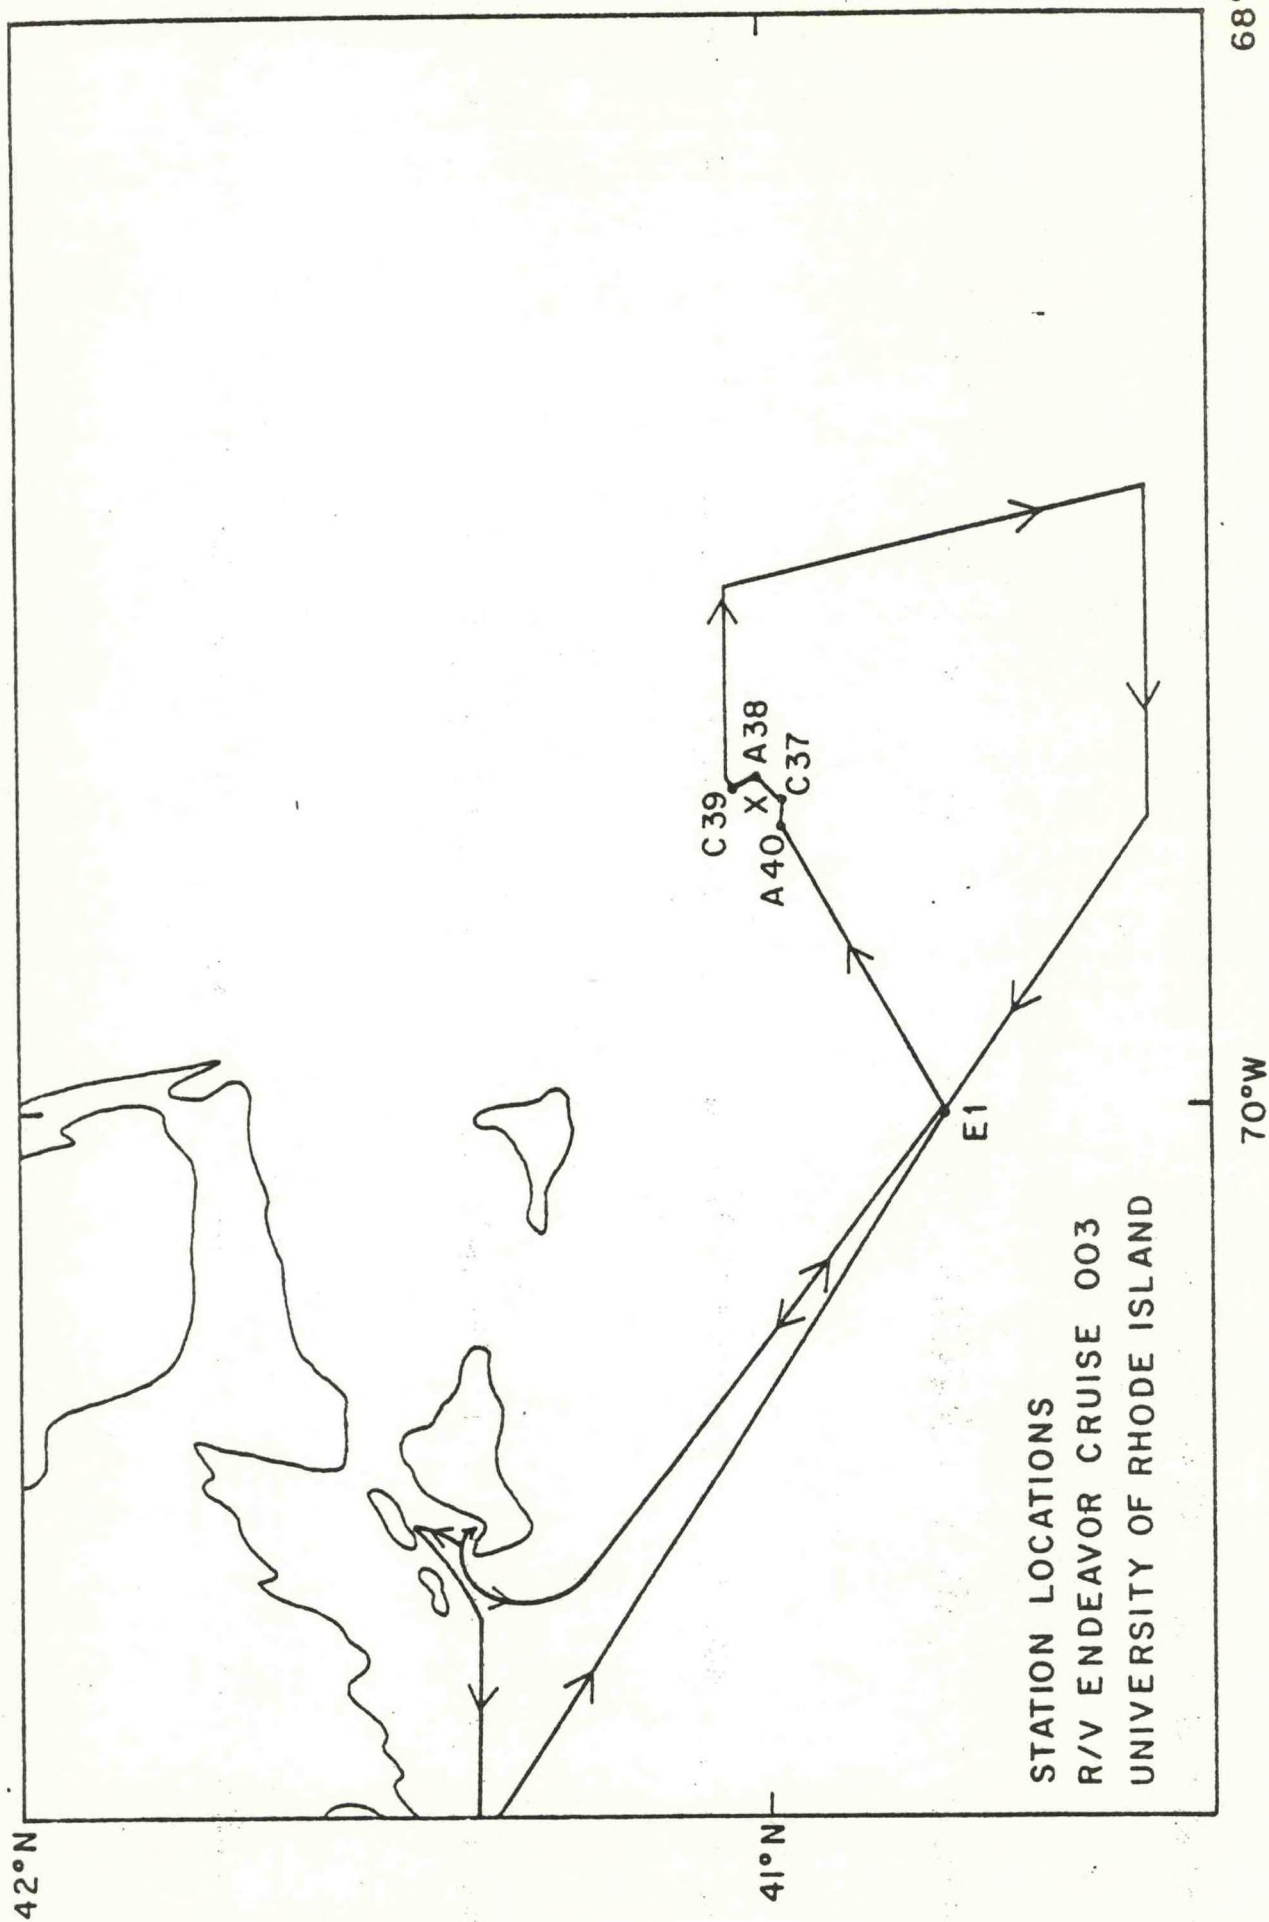 42°N
41°N
C39
X
A38
A40
C37
E1
STATION LOCATIONS
R/V ENDEAVOR CRUISE 003
UNIVERSITY OF RHODE ISLAND
70°W
68°